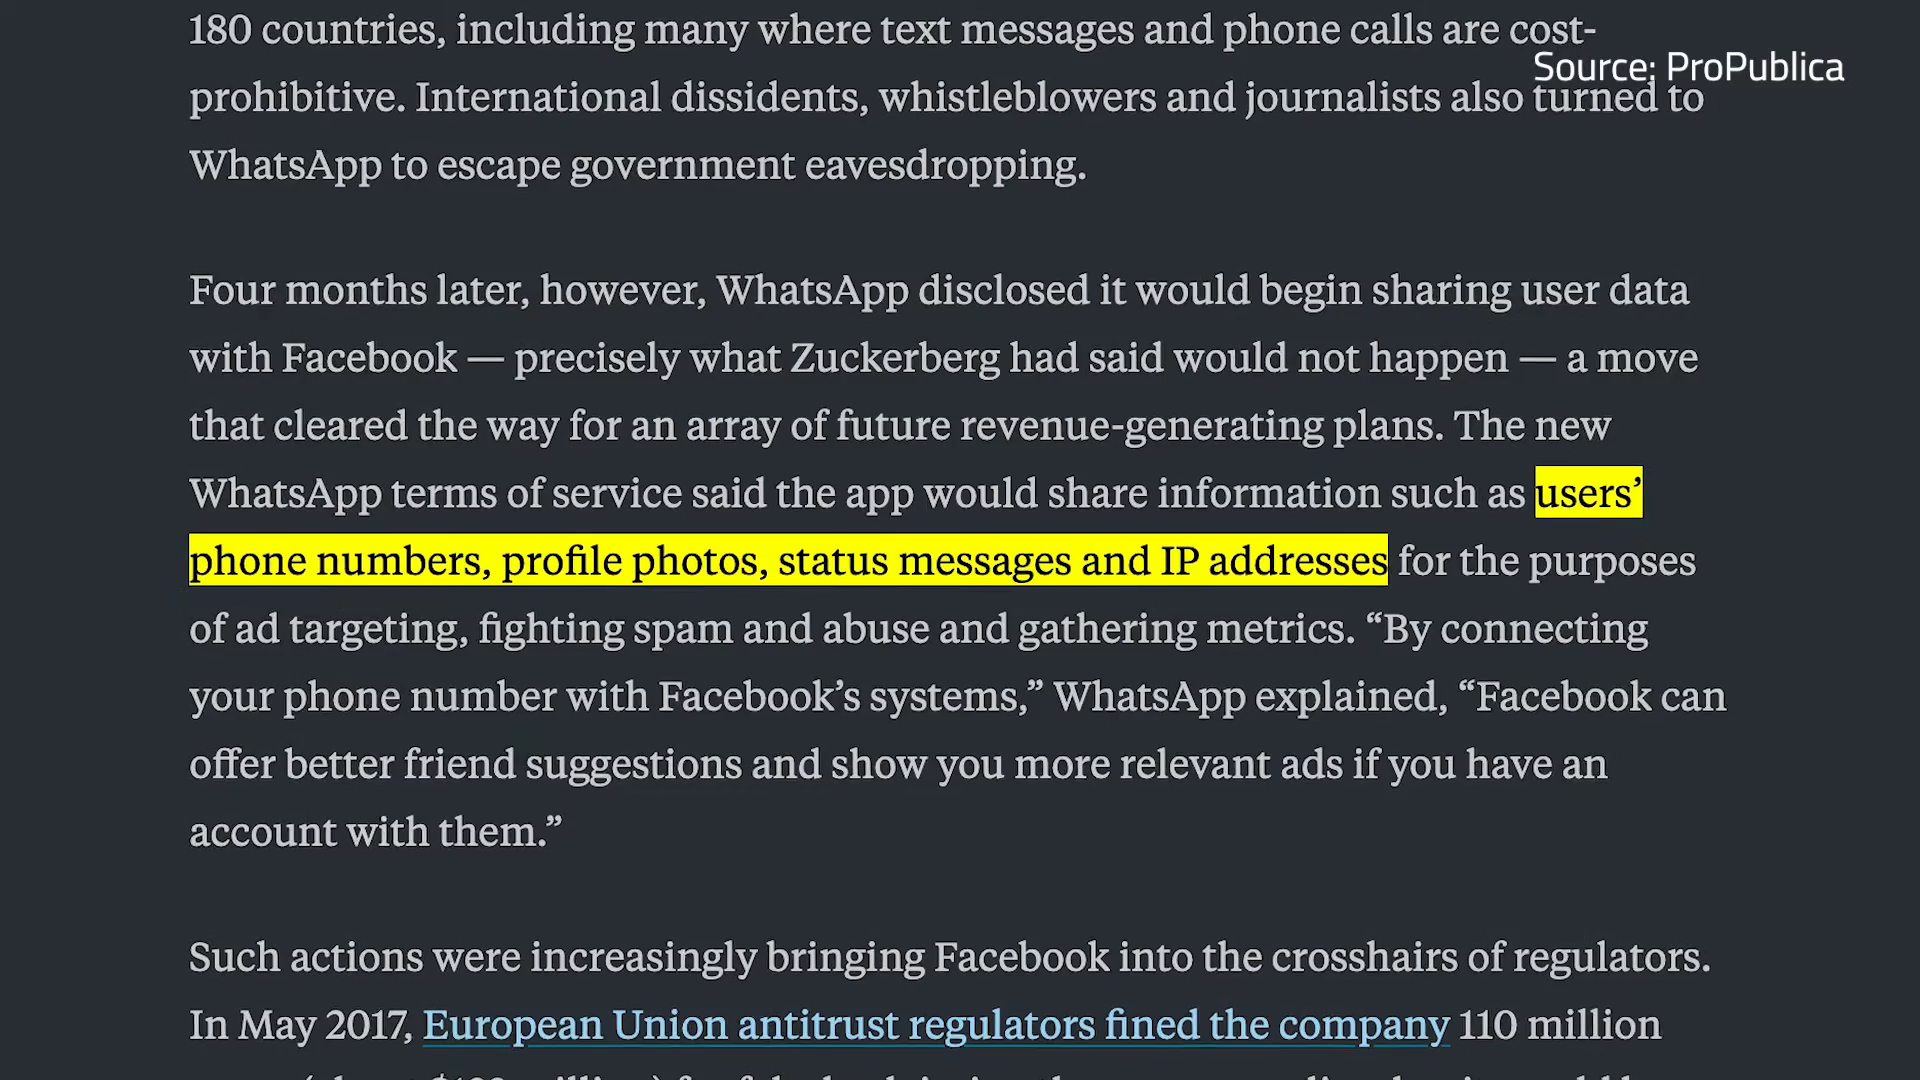 180 countries, including many where text messages and phone calls are cost-
Source: ProPublica
prohibitive. International dissidents, whistleblowers and journalists also turned to
WhatsApp to escape government eavesdropping.
Four months later, however, WhatsApp disclosed it would begin sharing user data
with Facebook — precisely what Zuckerberg had said would not happen — a move
that cleared the way for an array of future revenue-generating plans. The new
WhatsApp terms of service said the app would share information such as users’
phone numbers, profile photos, status messages and IP addresses for the purposes
of ad targeting, fighting spam and abuse and gathering metrics. “By connecting
your phone number with Facebook’s systems,” WhatsApp explained, “Facebook can
offer better friend suggestions and show you more relevant ads if you have an
account with them.”
Such actions were increasingly bringing Facebook into the crosshairs of regulators.
In May 2017, European Union antitrust regulators fined the company 110 million